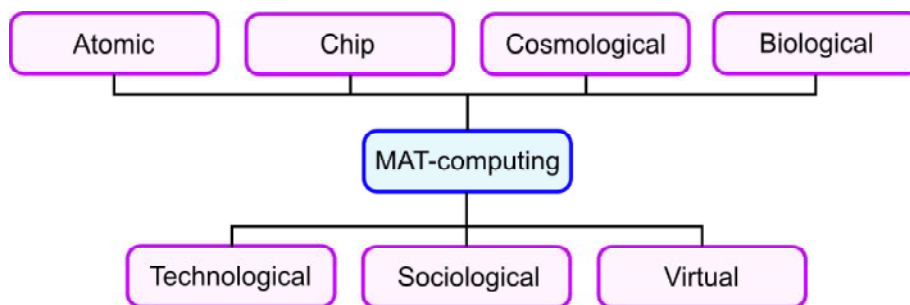 Atomic
Chip
Cosmological
Biological
MAT-computing
Technological
Sociological
Virtual